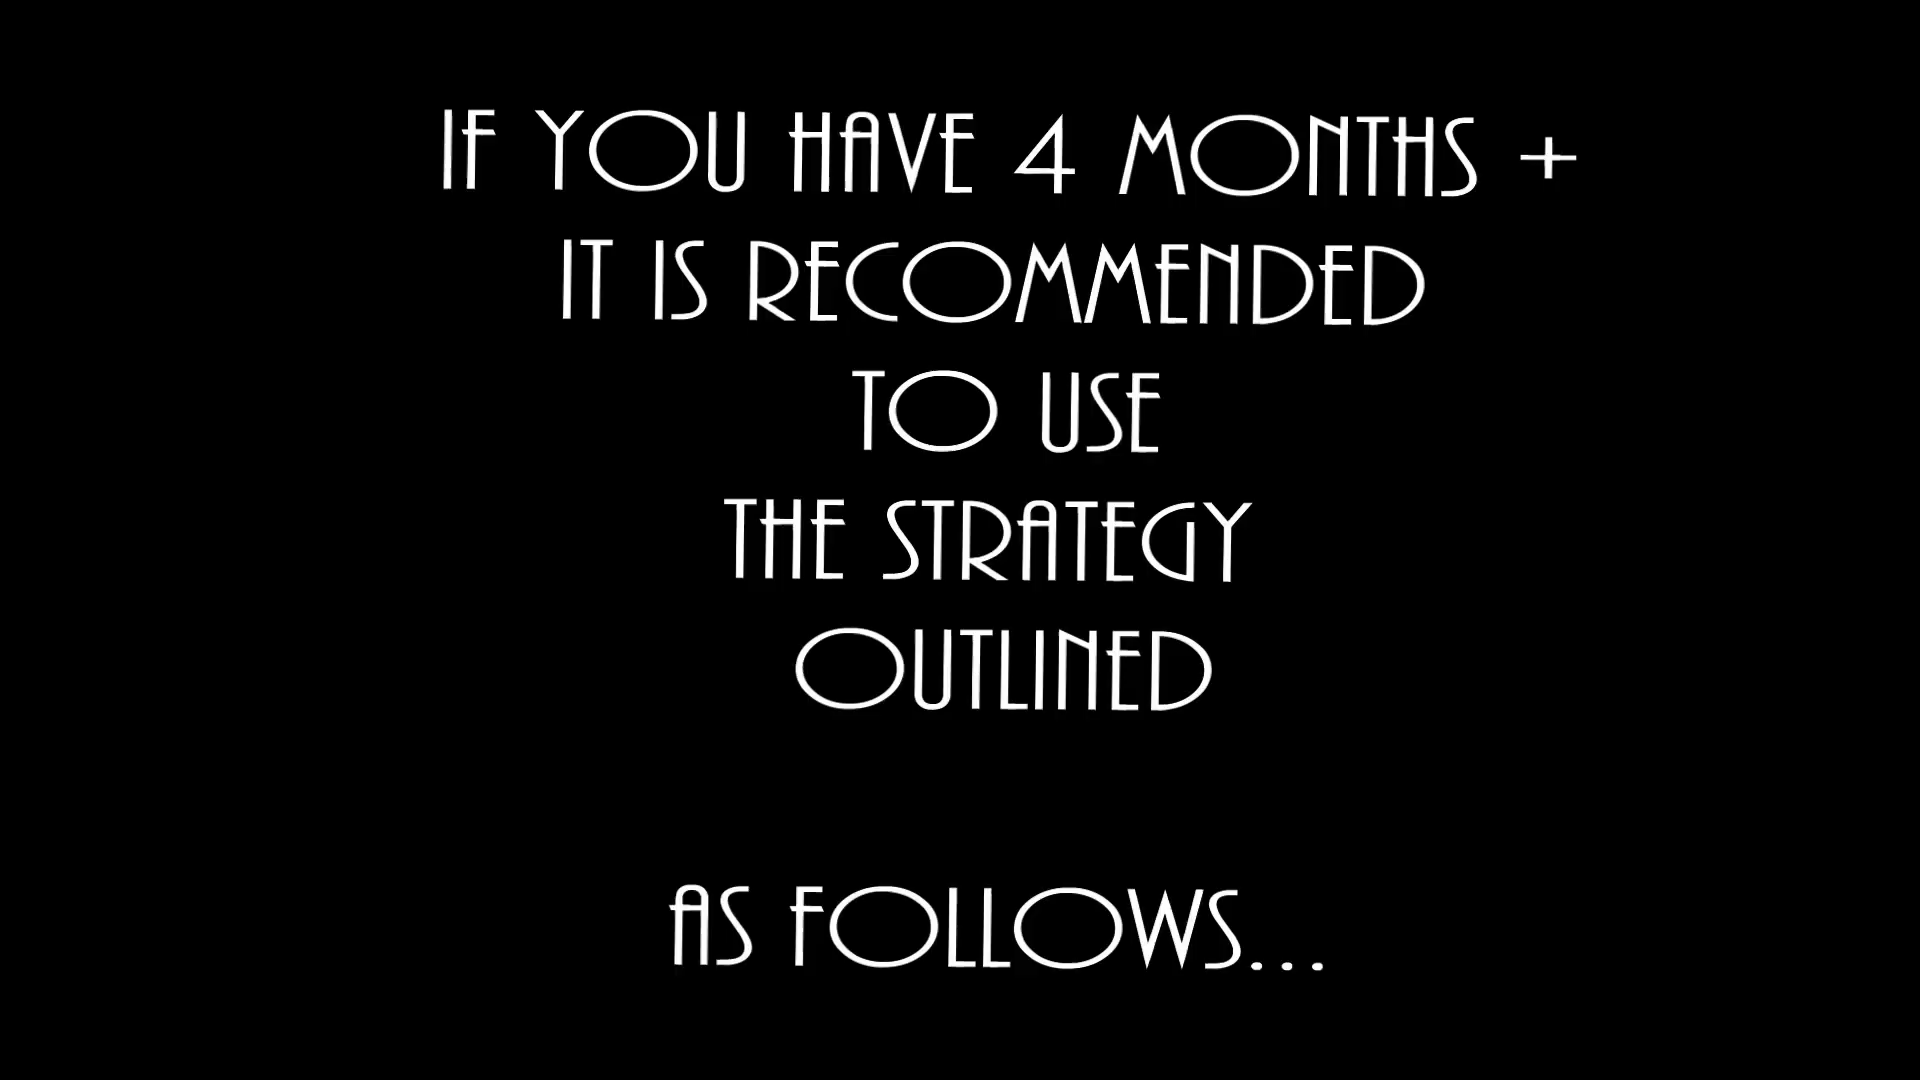 IF YOU HAVE 4 MONTHS +
IT IS RECOMMENDED
TO USE
THE STRATEGY
OUTLINED
AS FOLLOWS...